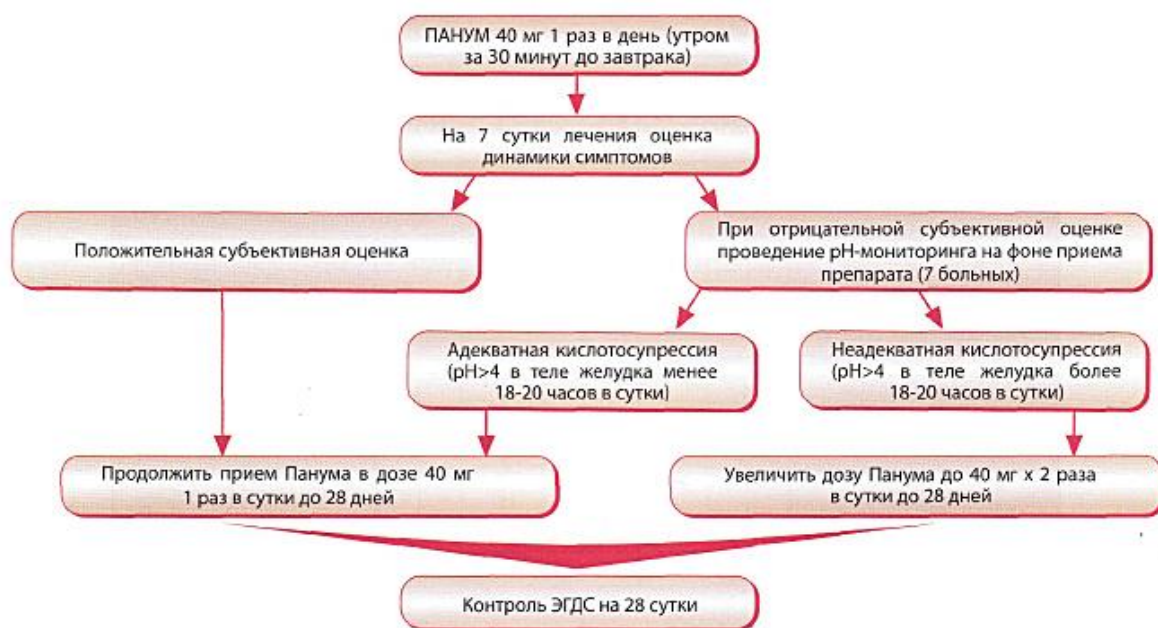 ПАНУМ 40 мг 1 раз в день (утром
за 30 минут до завтрака)
На 7 сутки лечения оценка
динамики симптомов
Положительная субъективная оценка
При отрицательной субъективной оценке
проведение pH-мониторинга на фоне приема
препарата (7 больных)
Адекватная кислотосупрессия
(pH>4 в теле желудка менее
18-20 часов в сутки)
Неадекватная кислотосупрессия
(pH>4 в теле желудка более
18-20 часов в сутки)
Продолжить прием Панума в дозе 40 мг
1 раз в сутки до 28 дней
Увеличить дозу Панума до 40 мг х 2 раза
в сутки до 28 дней
Контроль ЭГДС на 28 сутки